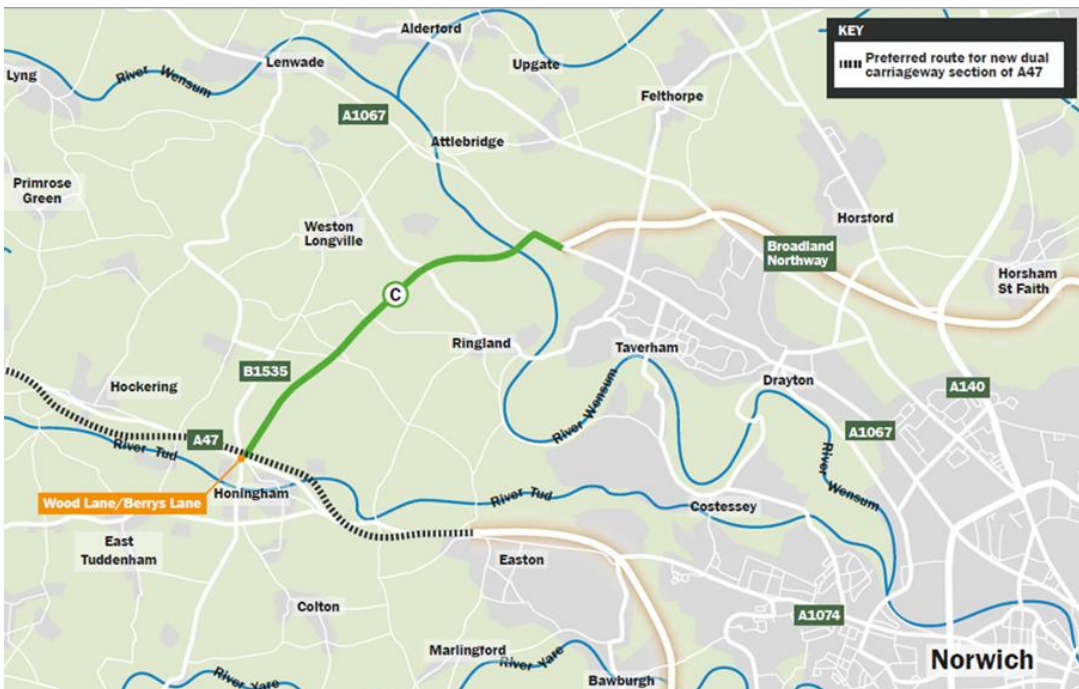 KEY
Preferred route for new dual
carriageway section of A47
Alderford
Lenwade
Upgate
Lyng
River Wensum
Felthorpe
A1067
Attlebridge
Primrose
Green
Weston
Longville
Horsford
Broadland
Northway
Horsham
St Faith
C
Ringland
Taverham
B1535
Hockering
Drayton
A140
River Wensum
A47
A1067
River Tud
River Wensum
Wood Lane/Berrys Lane
Honingham
River Tud
Costessey
East
Tuddenham
Easton
Colton
A1074
Marlingford
River Yare
Norwich
River Yare
Bawburgh